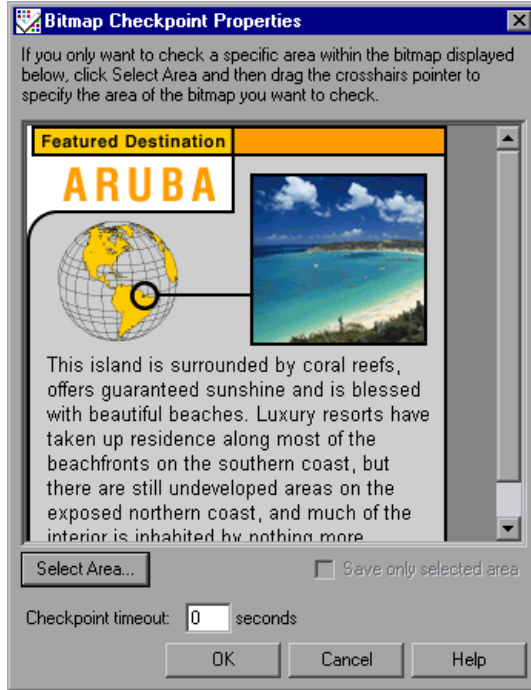 Bitmap Checkpoint Properties
If you only want to check a specific area within the bitmap displayed
below, click Select Area and then drag the crosshairs pointer to
specify the area of the bitmap you want to check.
Featured Destination
ARUBA
This island is surrounded by coral reefs,
offers guaranteed sunshine and is blessed
with beautiful beaches. Luxury resorts have
taken up residence along most of the
beachfronts on the southern coast, but
there are still undeveloped areas on the
exposed northern coast, and much of the
interior is inhabited by nothing more
Select Area...
Save only selected area
Checkpoint timeout: 0 seconds
OK
Cancel
Help